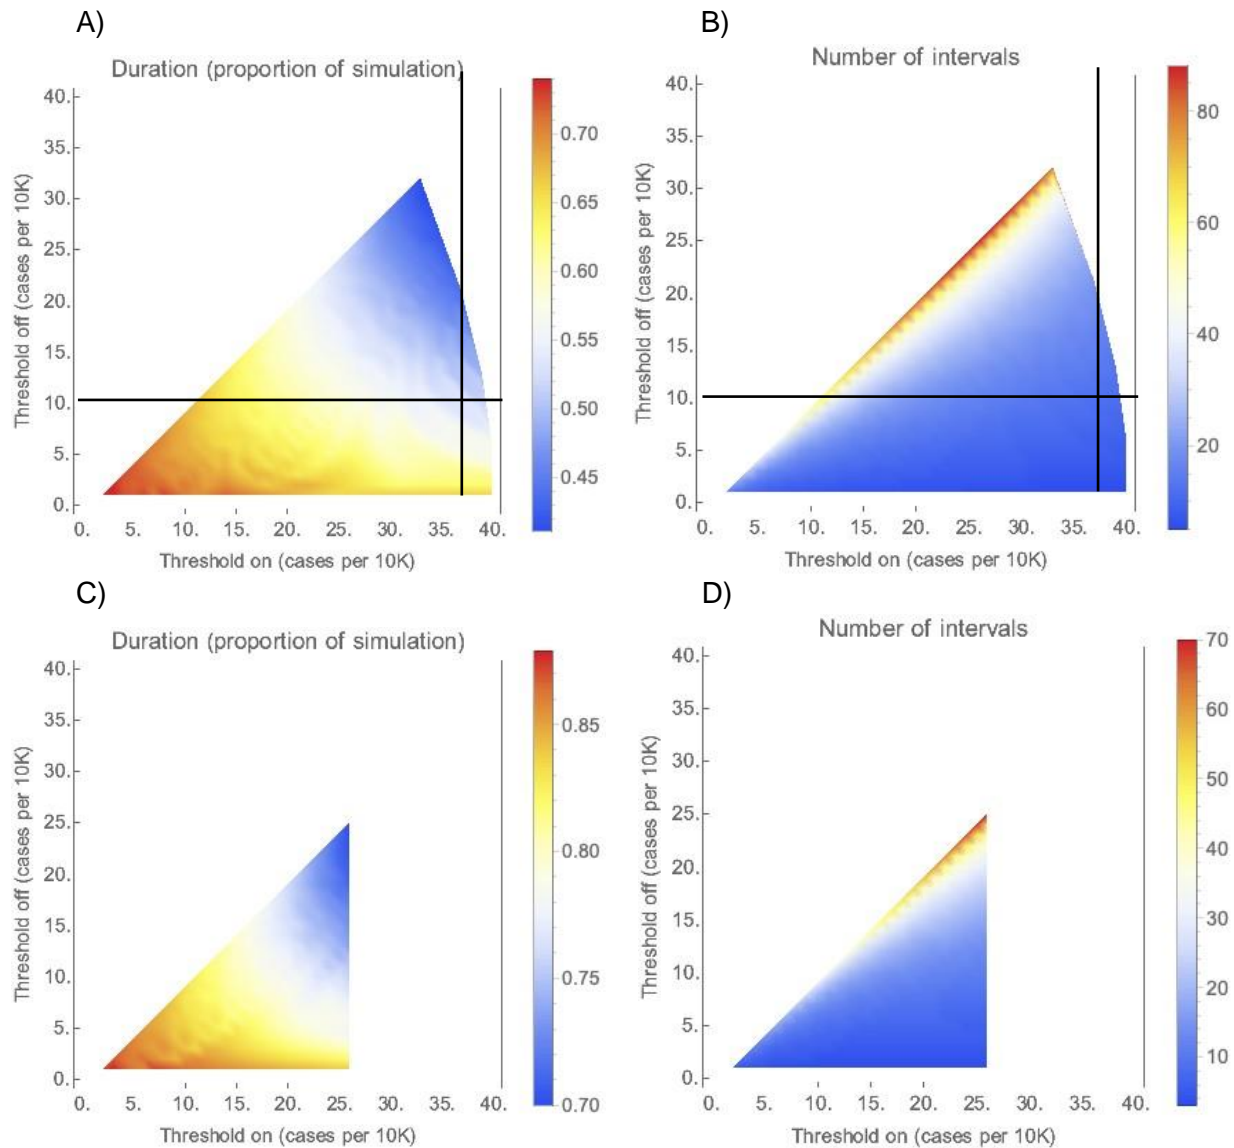 A)
Duration (proportion of simulation)
40.
35.
30.
25.
20.
15.
10.
5.
0.
Threshold off (cases per 10K)
0. 5. 10. 15. 20. 25. 30. 35. 40.
Threshold on (cases per 10K)
0.70
0.65
0.60
0.55
0.50
0.45
B)
Number of intervals
40.
35.
30.
25.
20.
15.
10.
5.
0.
Threshold off (cases per 10K)
0. 5. 10. 15. 20. 25. 30. 35. 40.
Threshold on (cases per 10K)
80
60
40
20
C)
Duration (proportion of simulation)
40.
35.
30.
25.
20.
15.
10.
5.
0.
Threshold off (cases per 10K)
0. 5. 10. 15. 20. 25. 30. 35. 40.
Threshold on (cases per 10K)
0.85
0.80
0.75
0.70
D)
Number of intervals
40.
35.
30.
25.
20.
15.
10.
5.
0.
Threshold off (cases per 10K)
0. 5. 10. 15. 20. 25. 30. 35. 40.
Threshold on (cases per 10K)
70
60
50
40
30
20
10